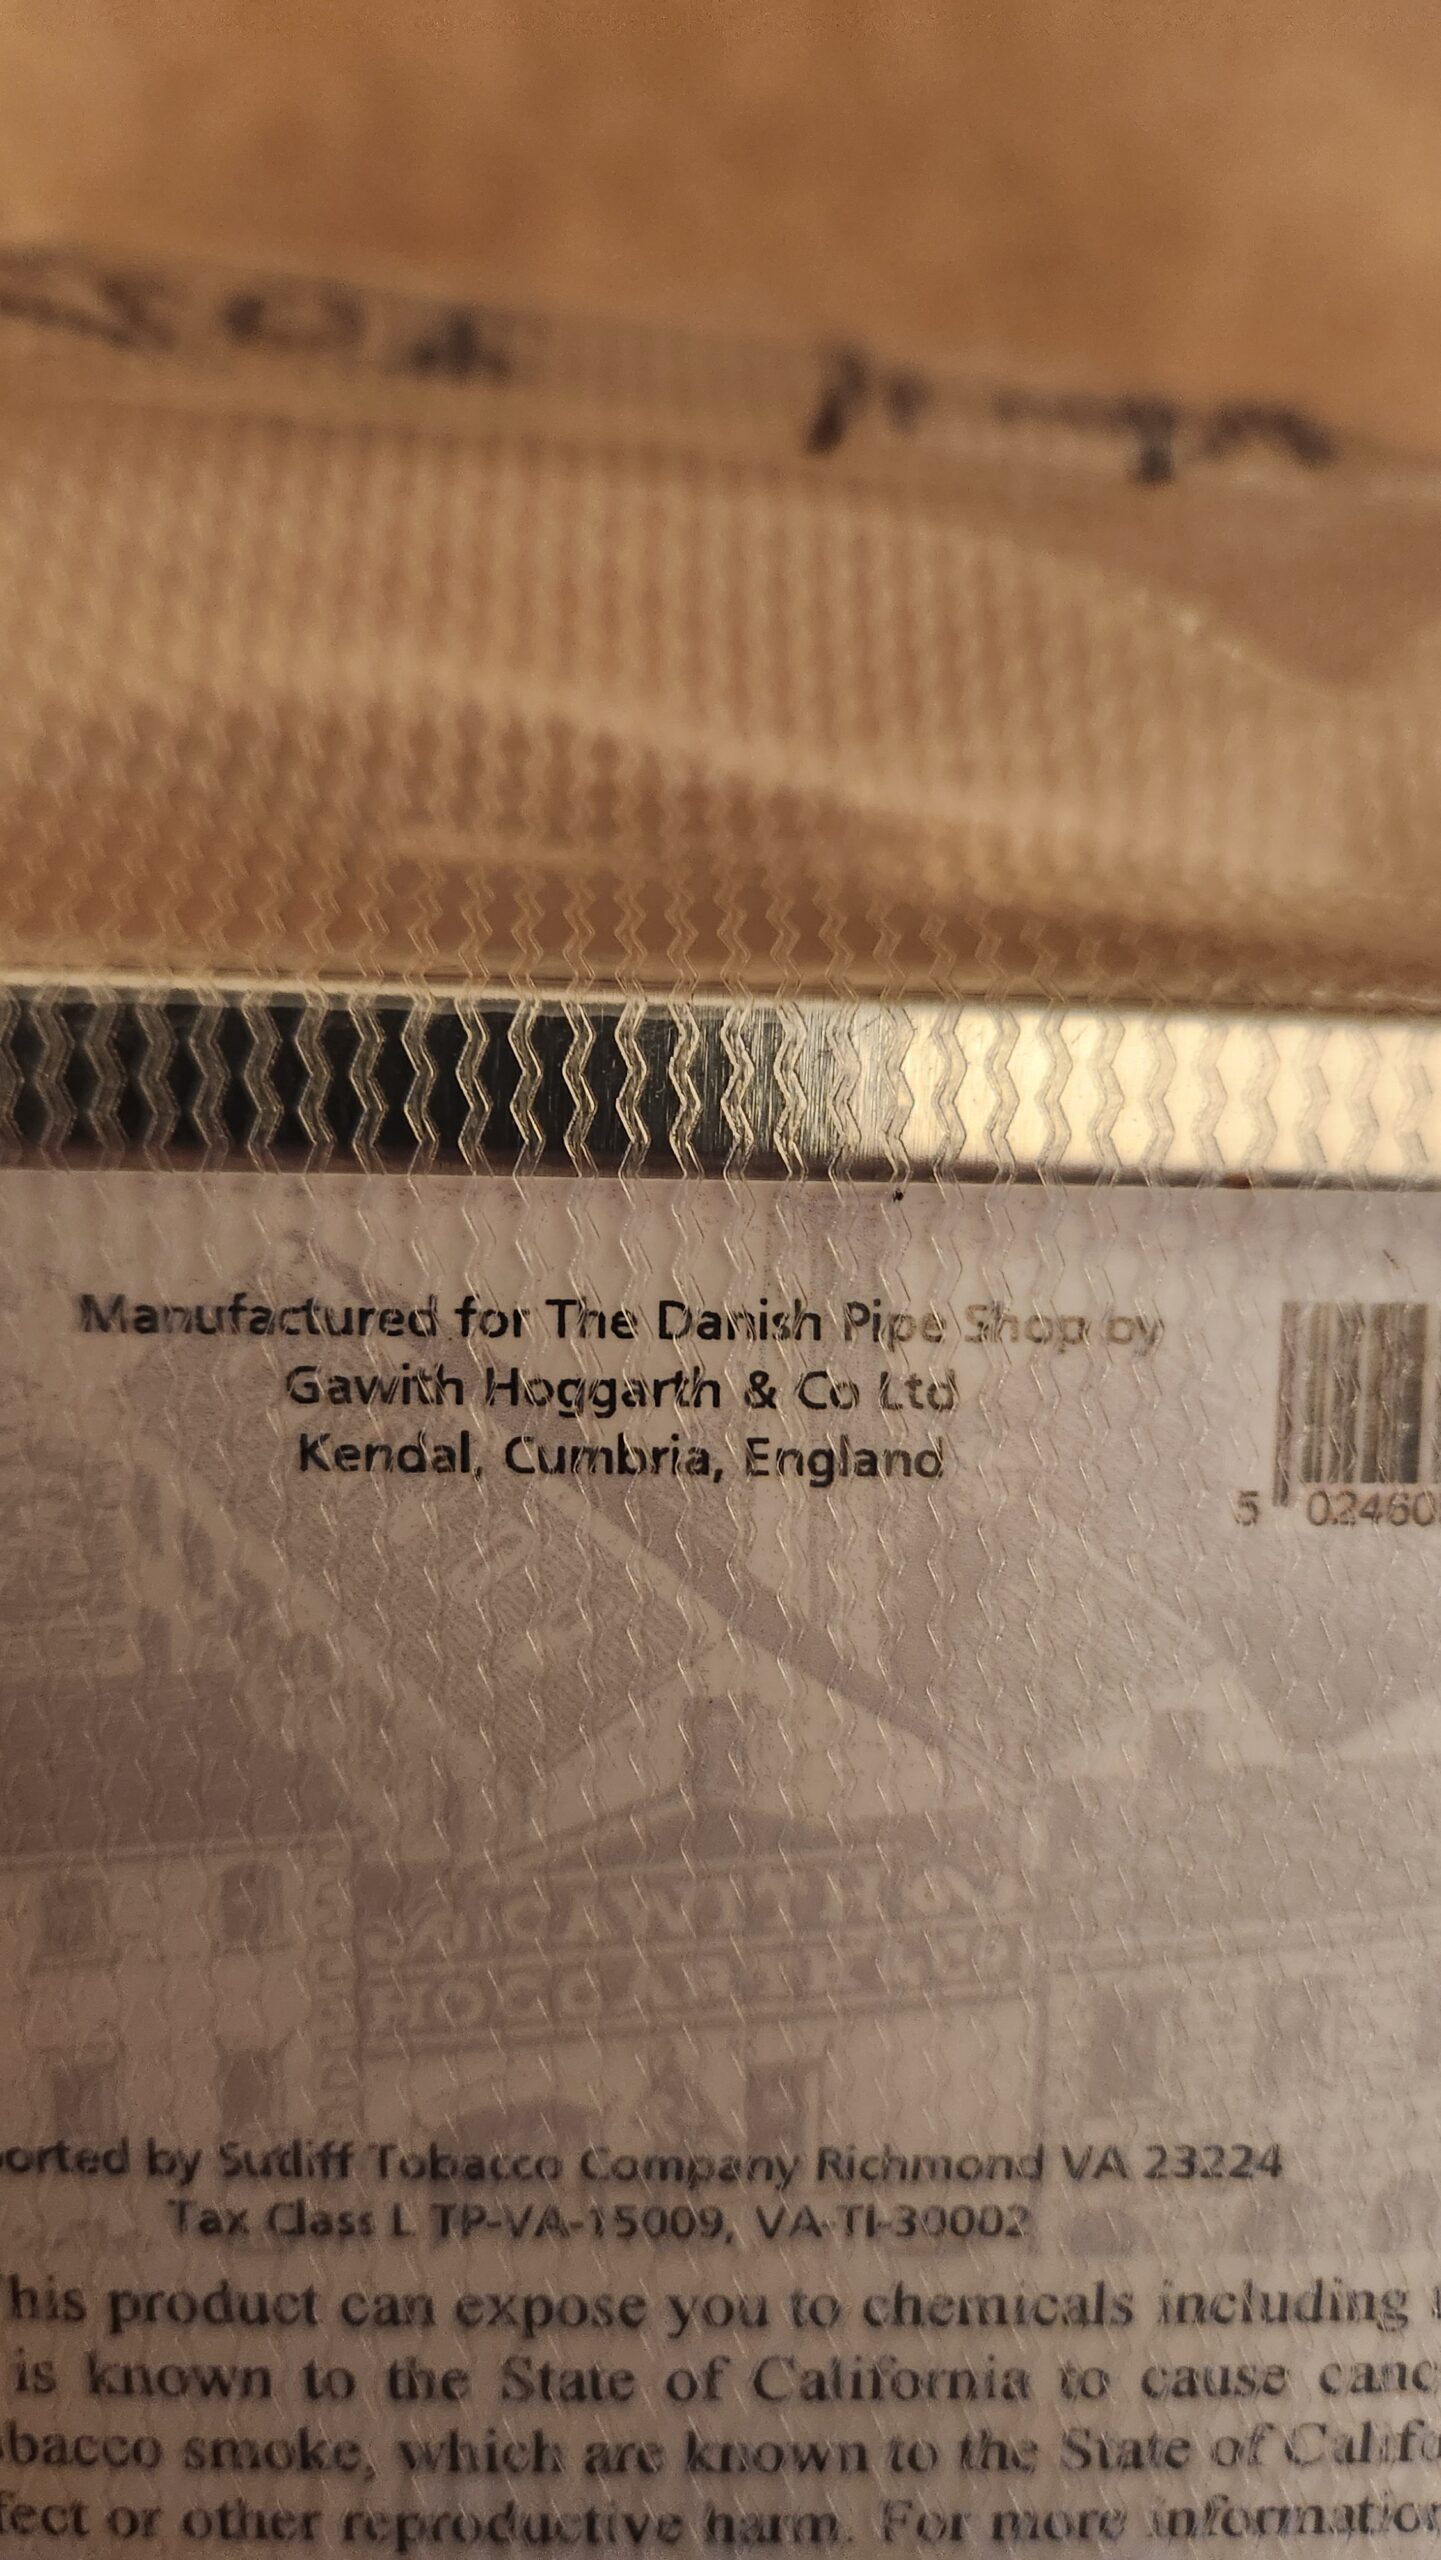 Manufactured for The Danish Pipe Shop by
Gawith Hoggarth & Co Ltd
Kendal, Cumbria, England
5 02460
GAWITH
HOGGARTH
orted by Sutliff Tobacco Company Richmond VA 23224
Tax Class L TP-VA-15009, VA-TI-30002
his product can expose you to chemicals including
is known to the State of California to cause canc
bacco smoke, which are known to the State of Califo
fect or other reproductive harm. For more information